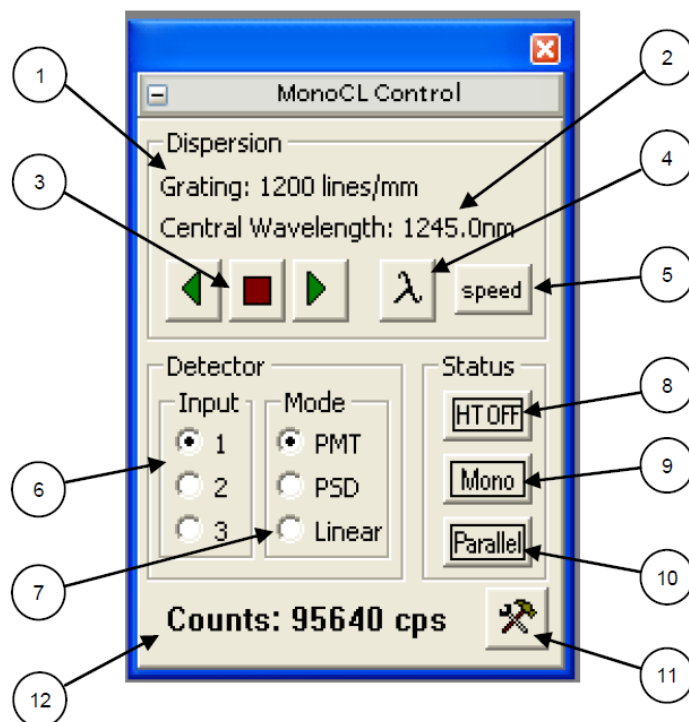 1
2
MonoCL Control
Dispersion
4
Grating: 1200 lines/mm
3
Central Wavelength: 1245.0nm
λ
speed
5
Detector
Status
Input
Mode
8
HT OFF
1
PMT
6
2
PSD
Mono
9
3
Linear
7
Parallel
10
Counts: 95640 cps
11
12